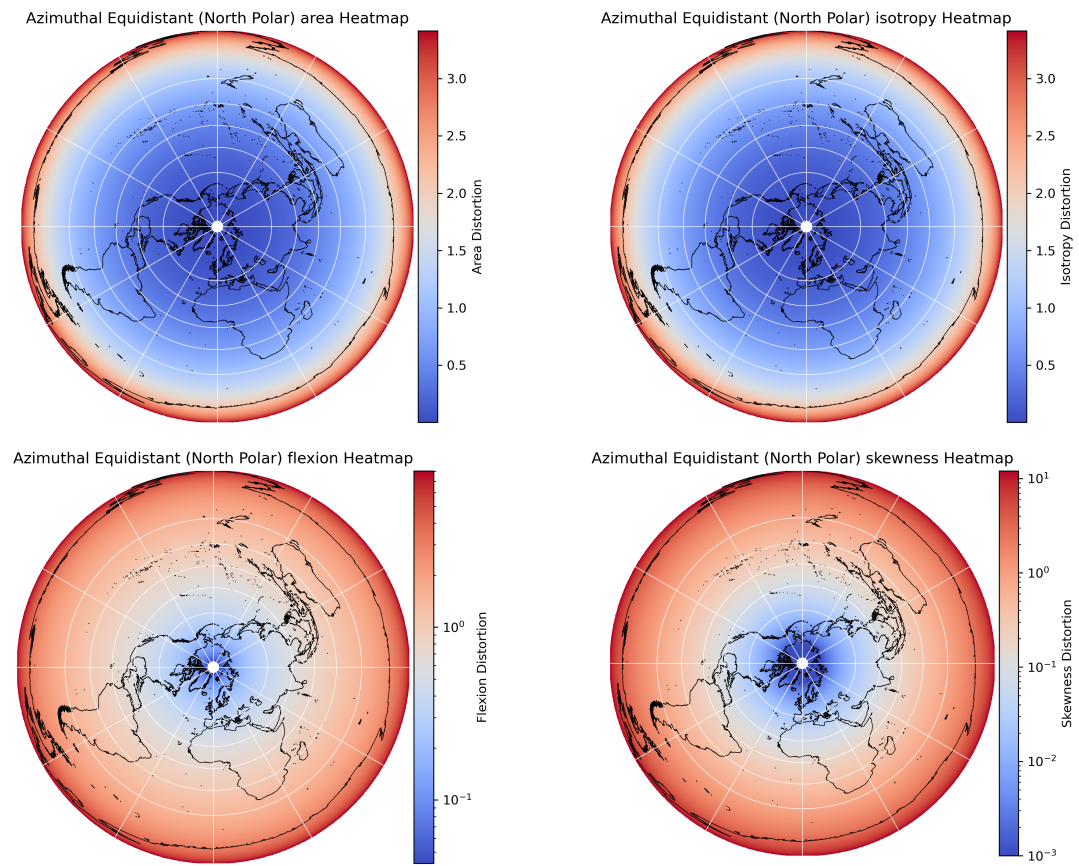 Azimuthal Equidistant (North Polar) area Heatmap
3.0
2.5
2.0
1.5
1.0
0.5
Area Distortion
Azimuthal Equidistant (North Polar) isotropy Heatmap
3.0
2.5
2.0
1.5
1.0
0.5
Isotropy Distortion
Azimuthal Equidistant (North Polar) flexion Heatmap
10⁰
10⁻¹
Flexion Distortion
Azimuthal Equidistant (North Polar) skewness Heatmap
10¹
10⁰
10⁻¹
10⁻²
10⁻³
Skewness Distortion